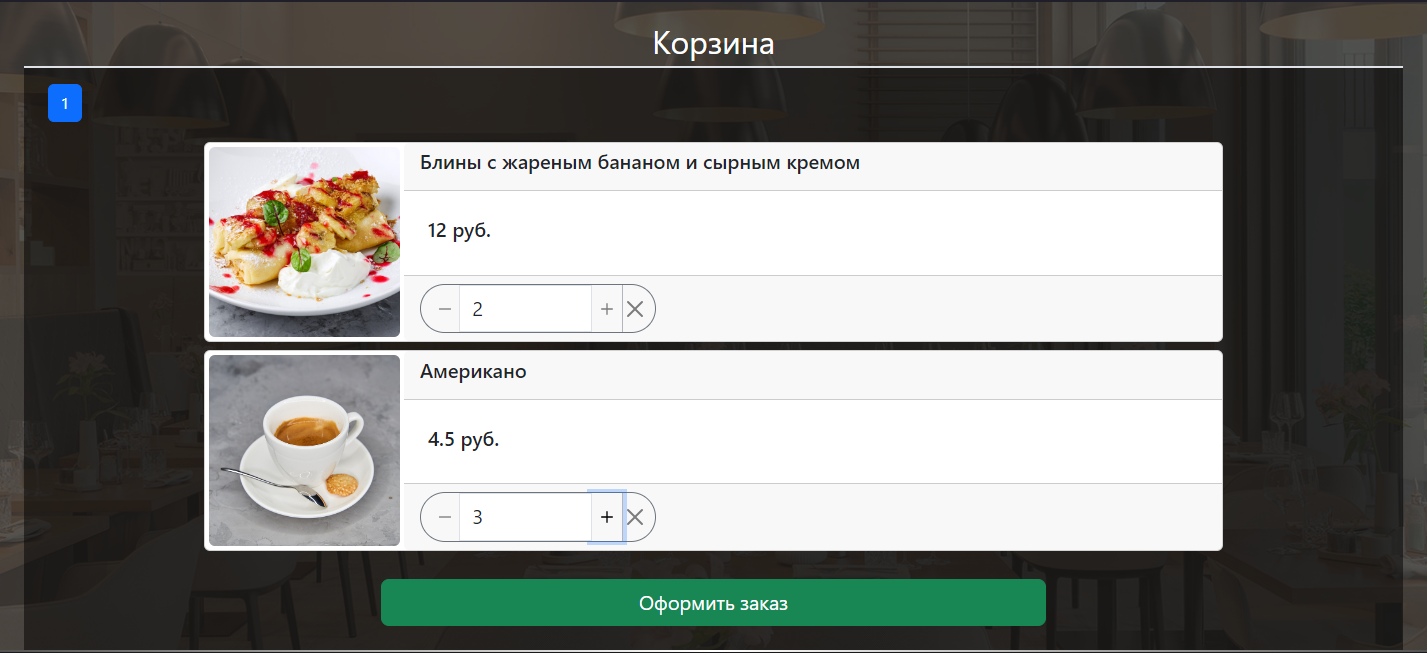 Корзина
1
Блины с жареным бананом и сырным кремом
12 руб.
− 2 + ×
Американо
4.5 руб.
− 3 + ×
Оформить заказ